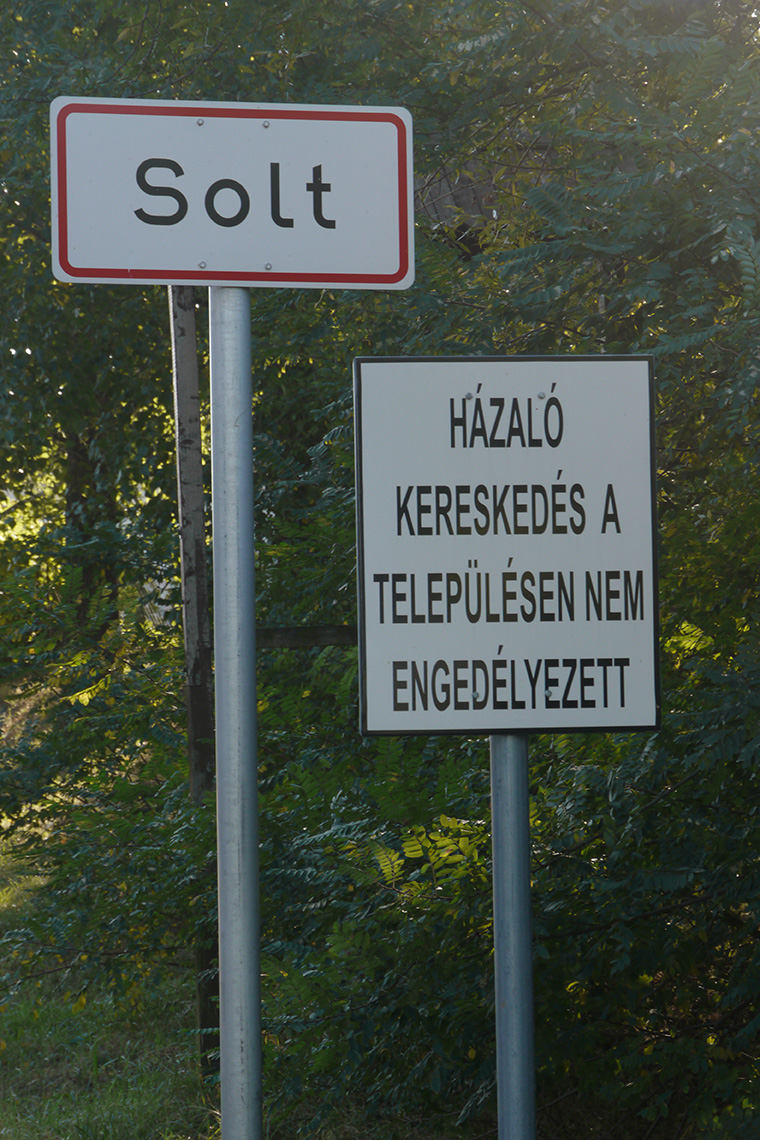 Solt
HÁZALÓ
KERESKEDÉS A
TELEPÜLÉSEN NEM
ENGEDÉLYEZETT